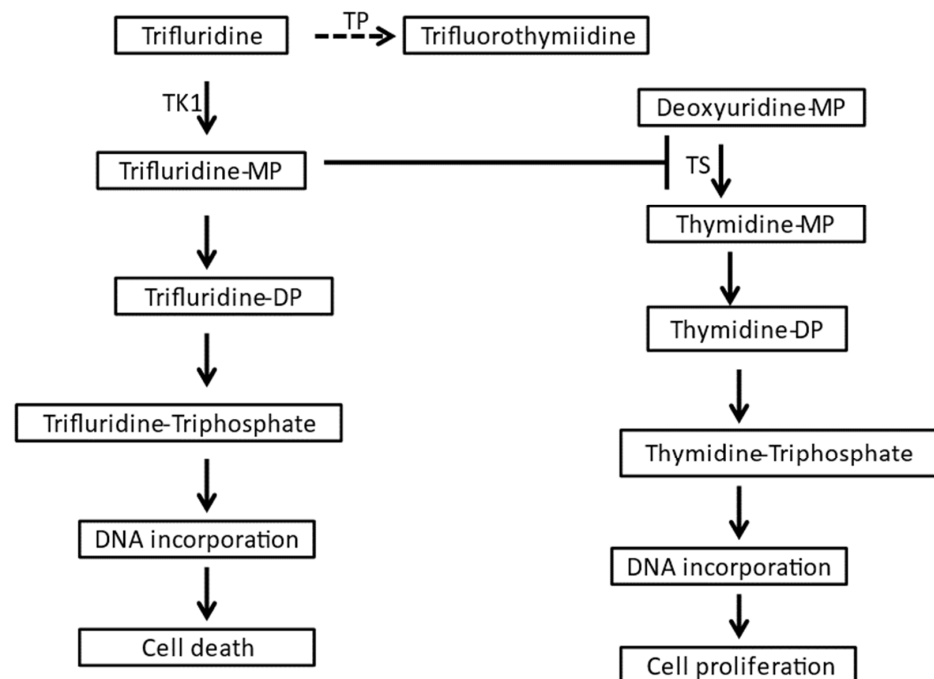 Trifluridine
TP
Trifluorothymiidine
TK1
Deoxyuridine-MP
Trifluridine-MP
TS
Thymidine-MP
Trifluridine-DP
Thymidine-DP
Trifluridine-Triphosphate
Thymidine-Triphosphate
DNA incorporation
DNA incorporation
Cell death
Cell proliferation